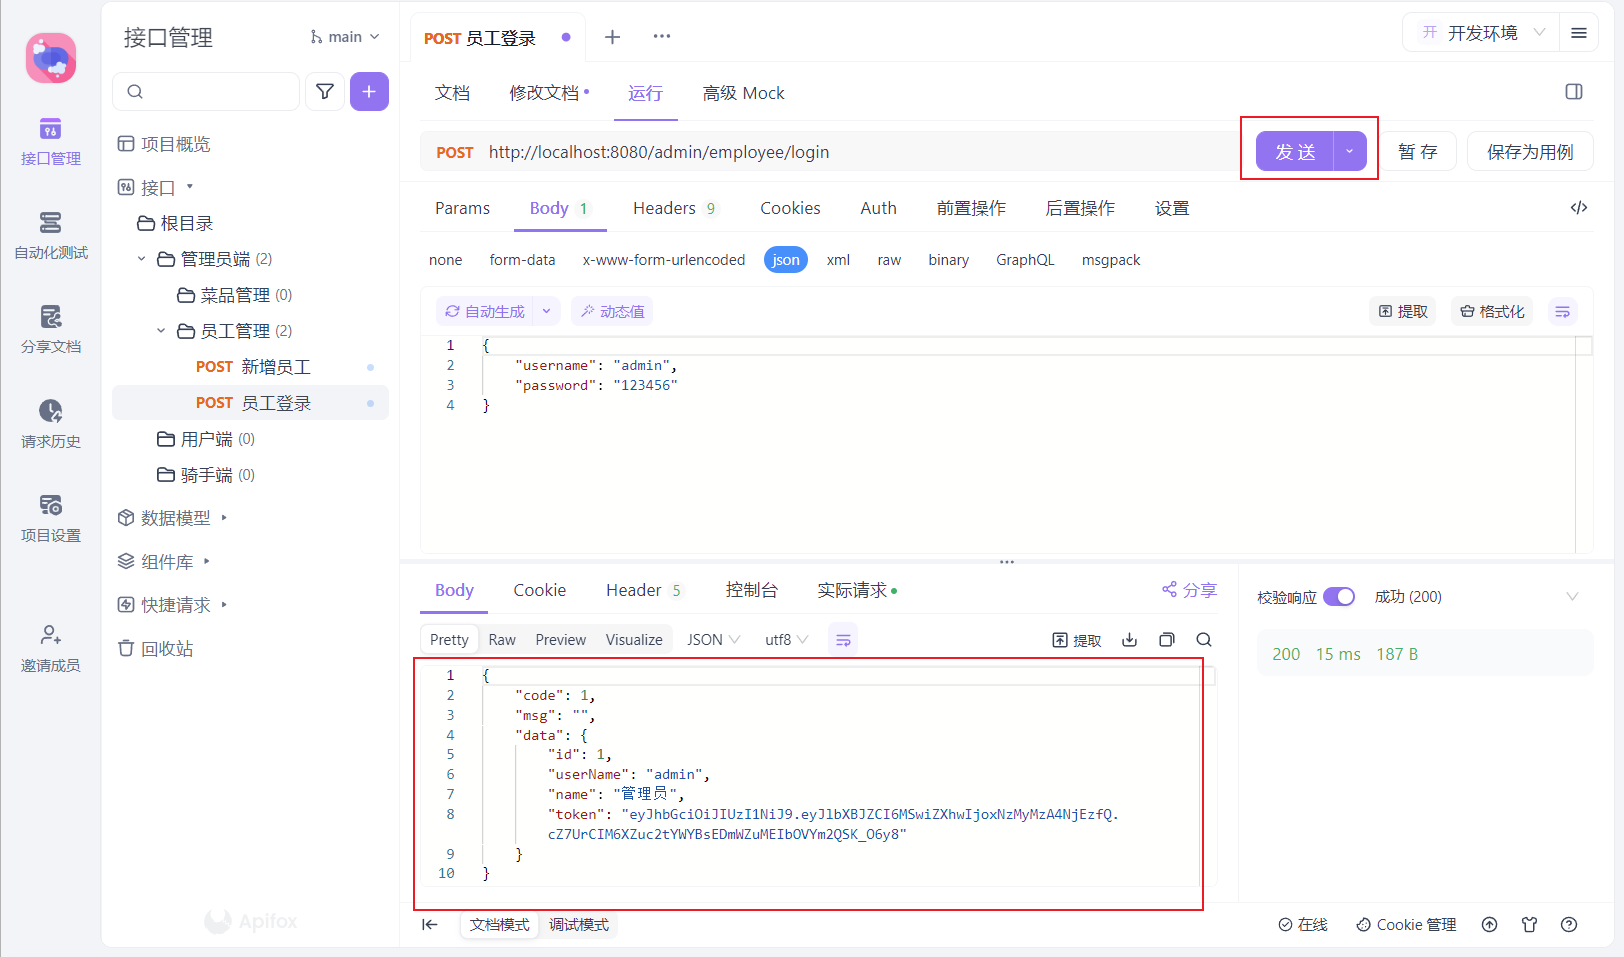 接口管理
main
POST 员工登录
开 开发环境
文档 修改文档 运行 高级 Mock
接口管理
自动化测试
分享文档
请求历史
项目设置
邀请成员
项目概览
接口
根目录
管理员端 (2)
菜品管理 (0)
员工管理 (2)
POST 新增员工
POST 员工登录
用户端 (0)
骑手端 (0)
数据模型
组件库
快捷请求
回收站
Apifox
POST http://localhost:8080/admin/employee/login
发 送 暂 存 保存为用例
Params Body 1 Headers 9 Cookies Auth 前置操作 后置操作 设置
none form-data x-www-form-urlencoded json xml raw binary GraphQL msgpack
自动生成 动态值 提取 格式化
1 {
2 "username": "admin",
3 "password": "123456"
4 }
Body Cookie Header 5 控制台 实际请求 分享
校验响应 成功 (200)
Pretty Raw Preview Visualize JSON utf8 提取
200 15 ms 187 B
1 {
2 "code": 1,
3 "msg": "",
4 "data": {
5 "id": 1,
6 "userName": "admin",
7 "name": "管理员",
8 "token": "eyJhbGciOiJIUzI1NiJ9.eyJlbXBJZCI6MSwiZXhwIjoxNzMyMzA4NjEzfQ.
cZ7UrCIM6XZuc2tYWYBsEDmWZuMEIbOVYm2QSK_O6y8"
9 }
10 }
文档模式 调试模式
在线 Cookie 管理